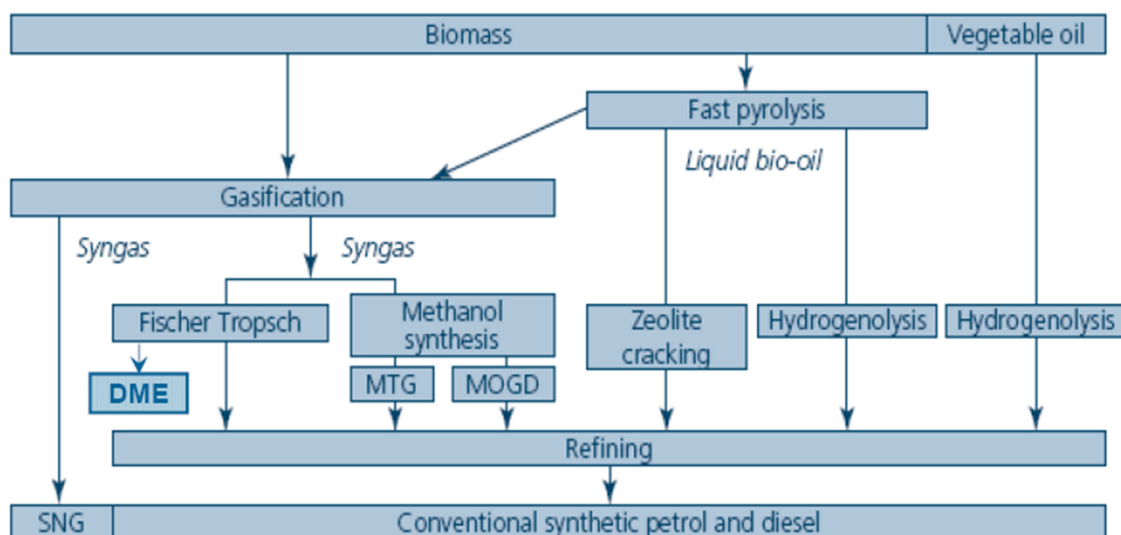 Biomass
Vegetable oil
Fast pyrolysis
Liquid bio-oil
Gasification
Syngas
Syngas
Fischer Tropsch
Methanol
synthesis
Zeolite
cracking
Hydrogenolysis
Hydrogenolysis
DME
MTG
MOGD
Refining
SNG
Conventional synthetic petrol and diesel